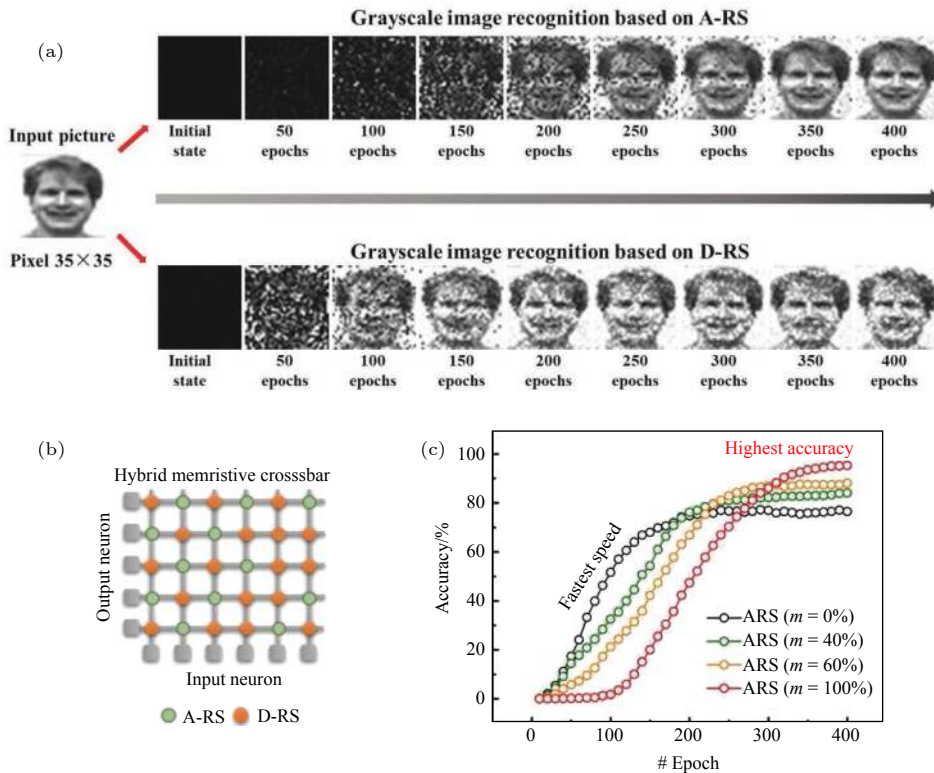 Grayscale image recognition based on A-RS
(a)
Input picture
Pixel 35×35
Initial state
50 epochs
100 epochs
150 epochs
200 epochs
250 epochs
300 epochs
350 epochs
400 epochs
Grayscale image recognition based on D-RS
Initial state
50 epochs
100 epochs
150 epochs
200 epochs
250 epochs
300 epochs
350 epochs
400 epochs
(b)
Hybrid memristive crosssbar
Output neuron
Input neuron
A-RS
D-RS
(c)
Highest accuracy
Fastest speed
Accuracy/%
100
80
60
40
20
0
ARS (m = 0%)
ARS (m = 40%)
ARS (m = 60%)
ARS (m = 100%)
0 100 200 300 400
# Epoch